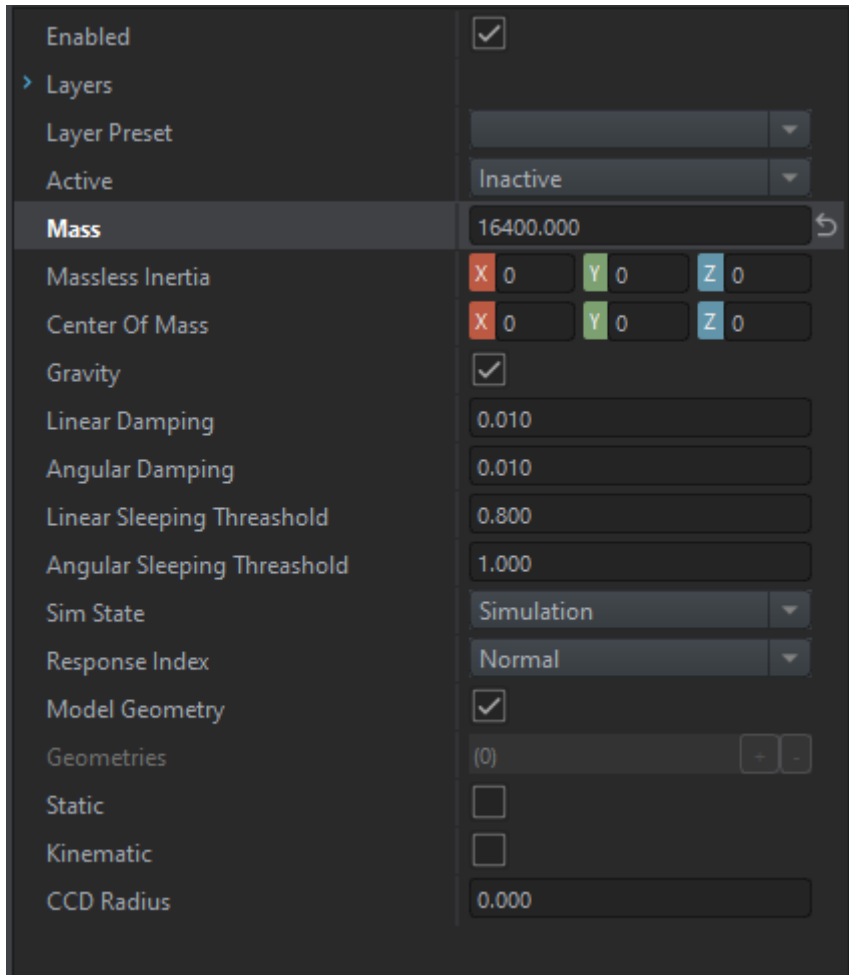 Enabled
Layers
Layer Preset
Active Inactive
Mass 16400.000
Massless Inertia X 0 Y 0 Z 0
Center Of Mass X 0 Y 0 Z 0
Gravity
Linear Damping 0.010
Angular Damping 0.010
Linear Sleeping Threashold 0.800
Angular Sleeping Threashold 1.000
Sim State Simulation
Response Index Normal
Model Geometry
Geometries (0) + -
Static
Kinematic
CCD Radius 0.000